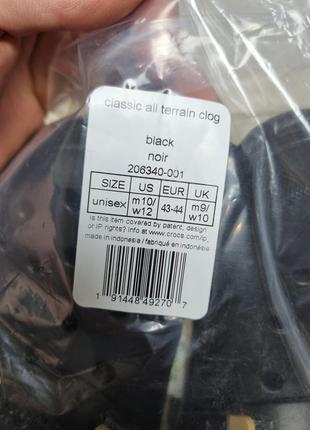 classic all terrain clog
black
noir
206340-001
SIZE US EUR UK
unisex m10/ w12 43-44 m9/ w10
Is this item covered by patent, design
or IP rights? Info at www.crocs.com/ip
made in indonesia / fabriqué en indonésie
1 91448 49270 7